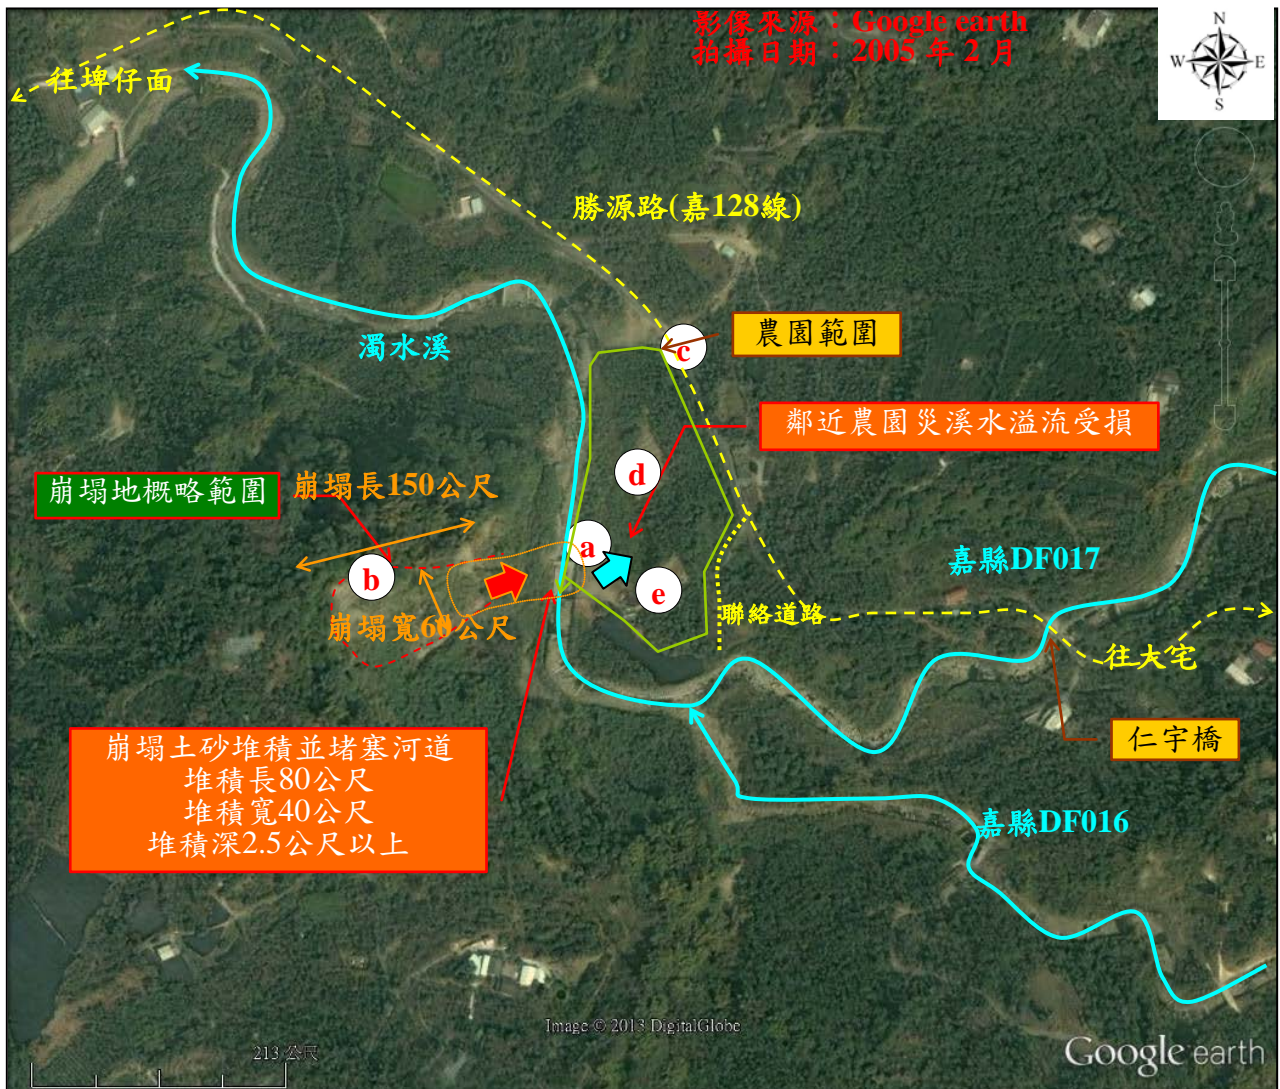 影像來源：Google earth
拍攝日期：2005 年 2 月
N
W
E
S
往埤仔面
勝源路(嘉128線)
濁水溪
農園範圍
c
鄰近農園災溪水溢流受損
d
崩塌地概略範圍
崩塌長150公尺
a
嘉縣DF017
b
e
崩塌寬60公尺
聯絡道路
往大宅
仁宇橋
崩塌土砂堆積並堵塞河道
堆積長80公尺
堆積寬40公尺
堆積深2.5公尺以上
嘉縣DF016
Image © 2013 DigitalGlobe
213 公尺
Google earth